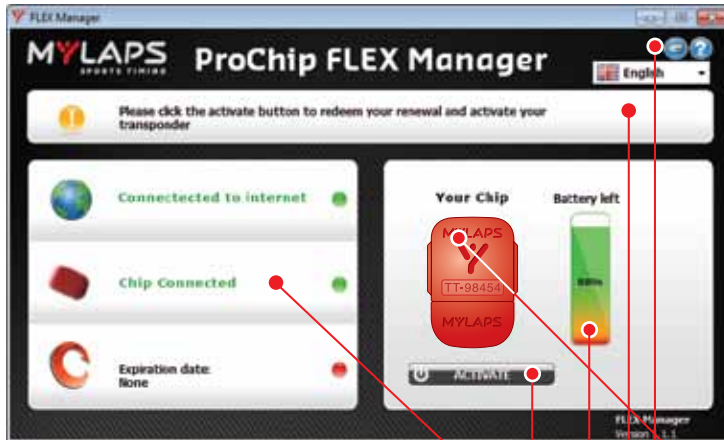 FLEX Manager
MYLAPS
SPORTS TIMING
ProChip FLEX Manager
English
Please click the activate button to redeem your renewal and activate your
transponder
Connectected to internet
Chip Connected
Expiration date:
None
Your Chip
Battery left
MYLAPS
TT-98454
MYLAPS
ACTIVATE
FLEX Manager
Version